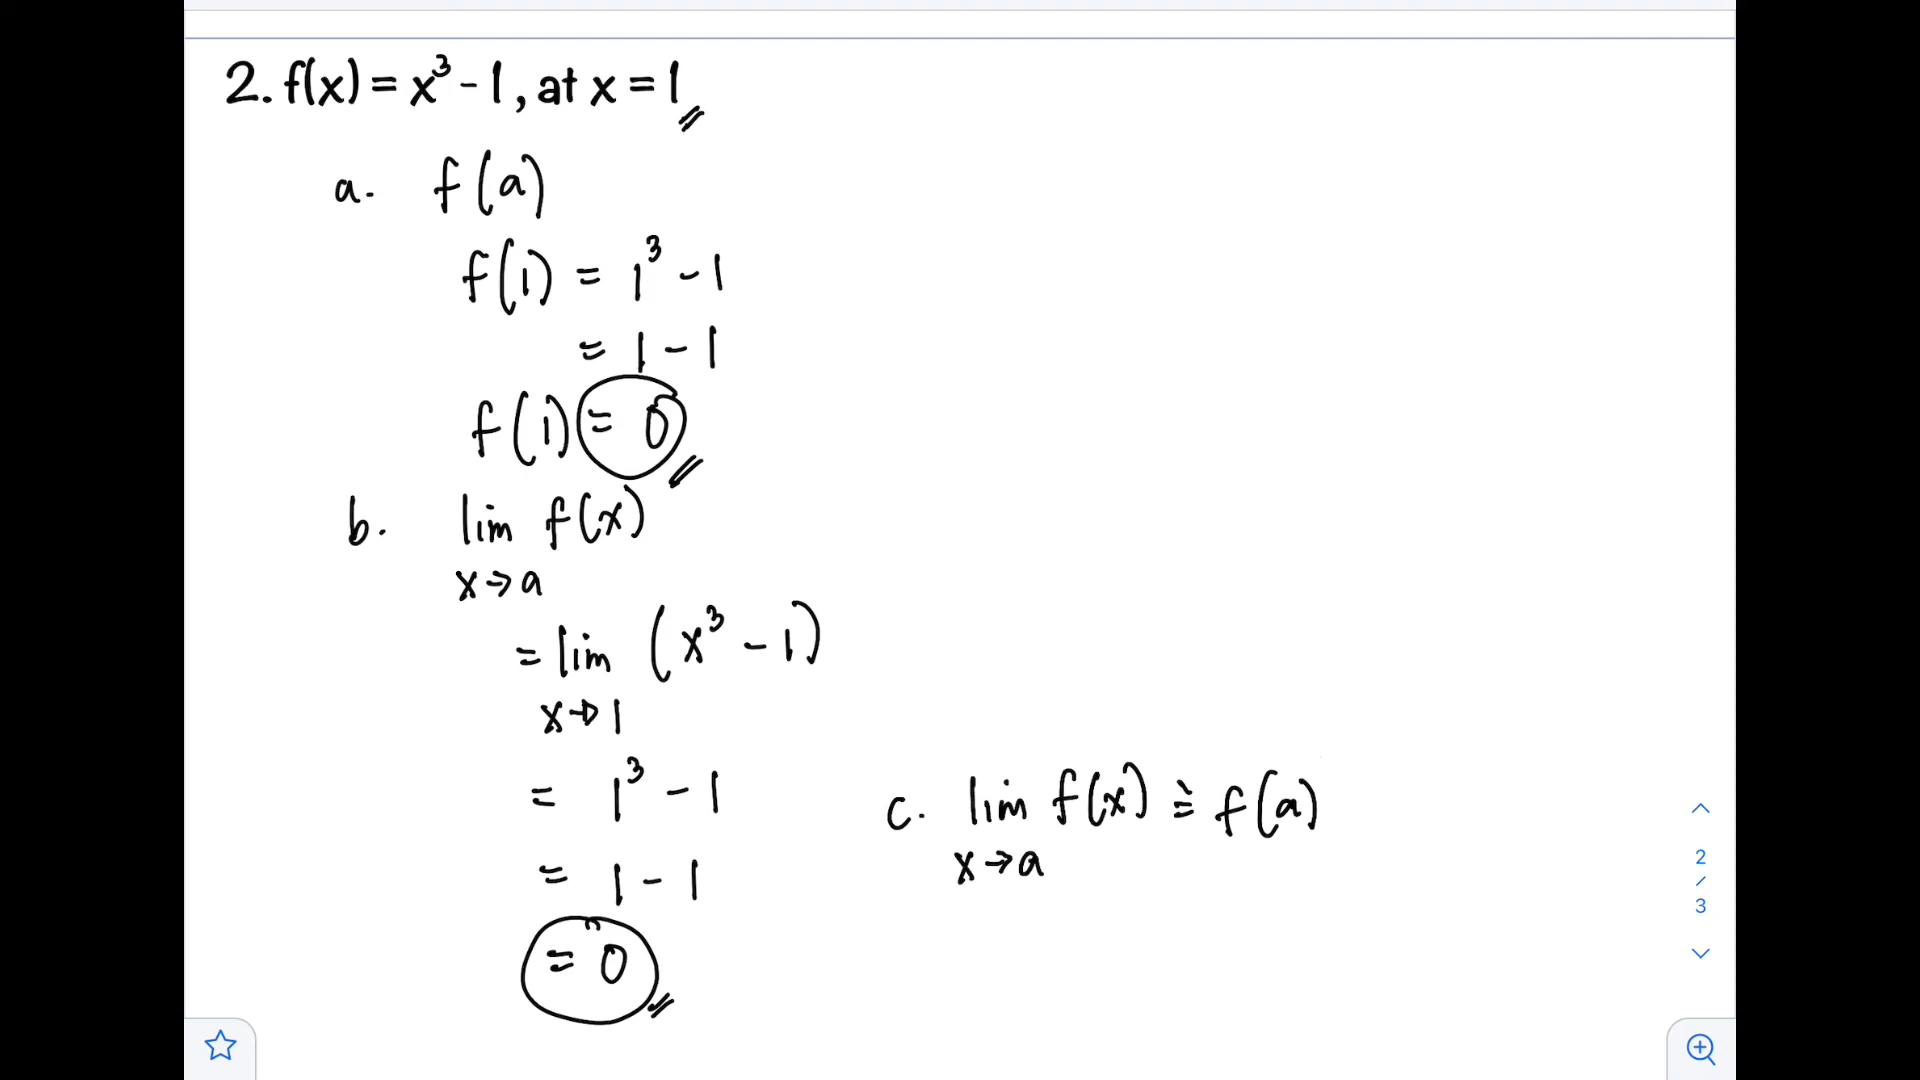 2. f(x) = x³ - 1, at x = 1
a. f(a)
f(1) = 1³ - 1
= 1 - 1
f(1) = 0
b. lim f(x)
x→a
= lim (x³ - 1)
x→1
= 1³ - 1
= 1 - 1
= 0
c. lim f(x) ≟ f(a)
x→a
2
/
3